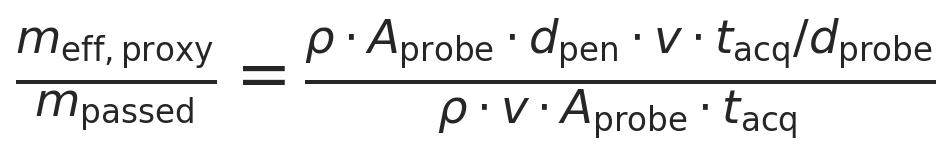 m_eff, proxy / m_passed = ρ · A_probe · d_pen · v · t_acq/d_probe / ρ · v · A_probe · t_acq